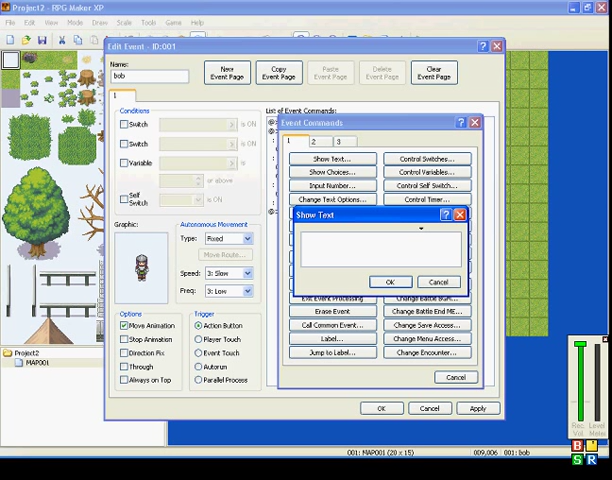 Project2 - RPG Maker XP
File Edit View Mode Draw Scale Tools Game Help
Edit Event - ID:001
Name:
bob
New Event Page
Copy Event Page
Paste Event Page
Delete Event Page
Clear Event Page
1
Conditions
Switch is ON
Switch is ON
Variable is
or above
Self Switch is ON
Graphic:
Autonomous Movement
Type: Fixed
Move Route...
Speed: 3: Slow
Freq: 3: Low
Options
Move Animation
Stop Animation
Direction Fix
Through
Always on Top
Trigger
Action Button
Player Touch
Event Touch
Autorun
Parallel Process
List of Event Commands:
Event Commands
1 2 3
Show Text... Control Switches...
Show Choices... Control Variables...
Input Number... Control Self Switch...
Change Text Options... Control Timer...
Show Text
OK Cancel
Exit Event Processing Change Battle BGM...
Erase Event Change Battle End ME...
Call Common Event... Change Save Access...
Label... Change Menu Access...
Jump to Label... Change Encounter...
Cancel
OK Cancel Apply
Project2
MAP001
001: MAP001 (20 x 15) 009,006 001: bob
Rec. Vol Level Meter
B
S R